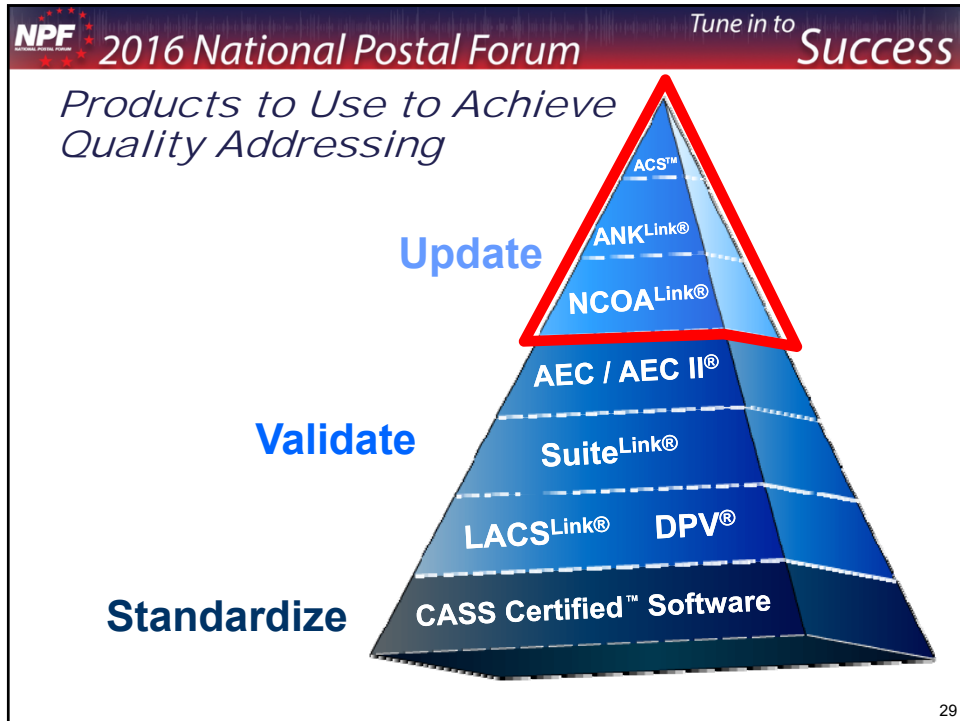 NPF
NATIONAL POSTAL FORUM
2016 National Postal Forum
Tune in to
Success
Products to Use to Achieve
Quality Addressing
ACS™
ANKLink®
Update
NCOALink®
AEC / AEC II®
Validate
SuiteLink®
LACSLink® DPV®
Standardize
CASS Certified™ Software
29